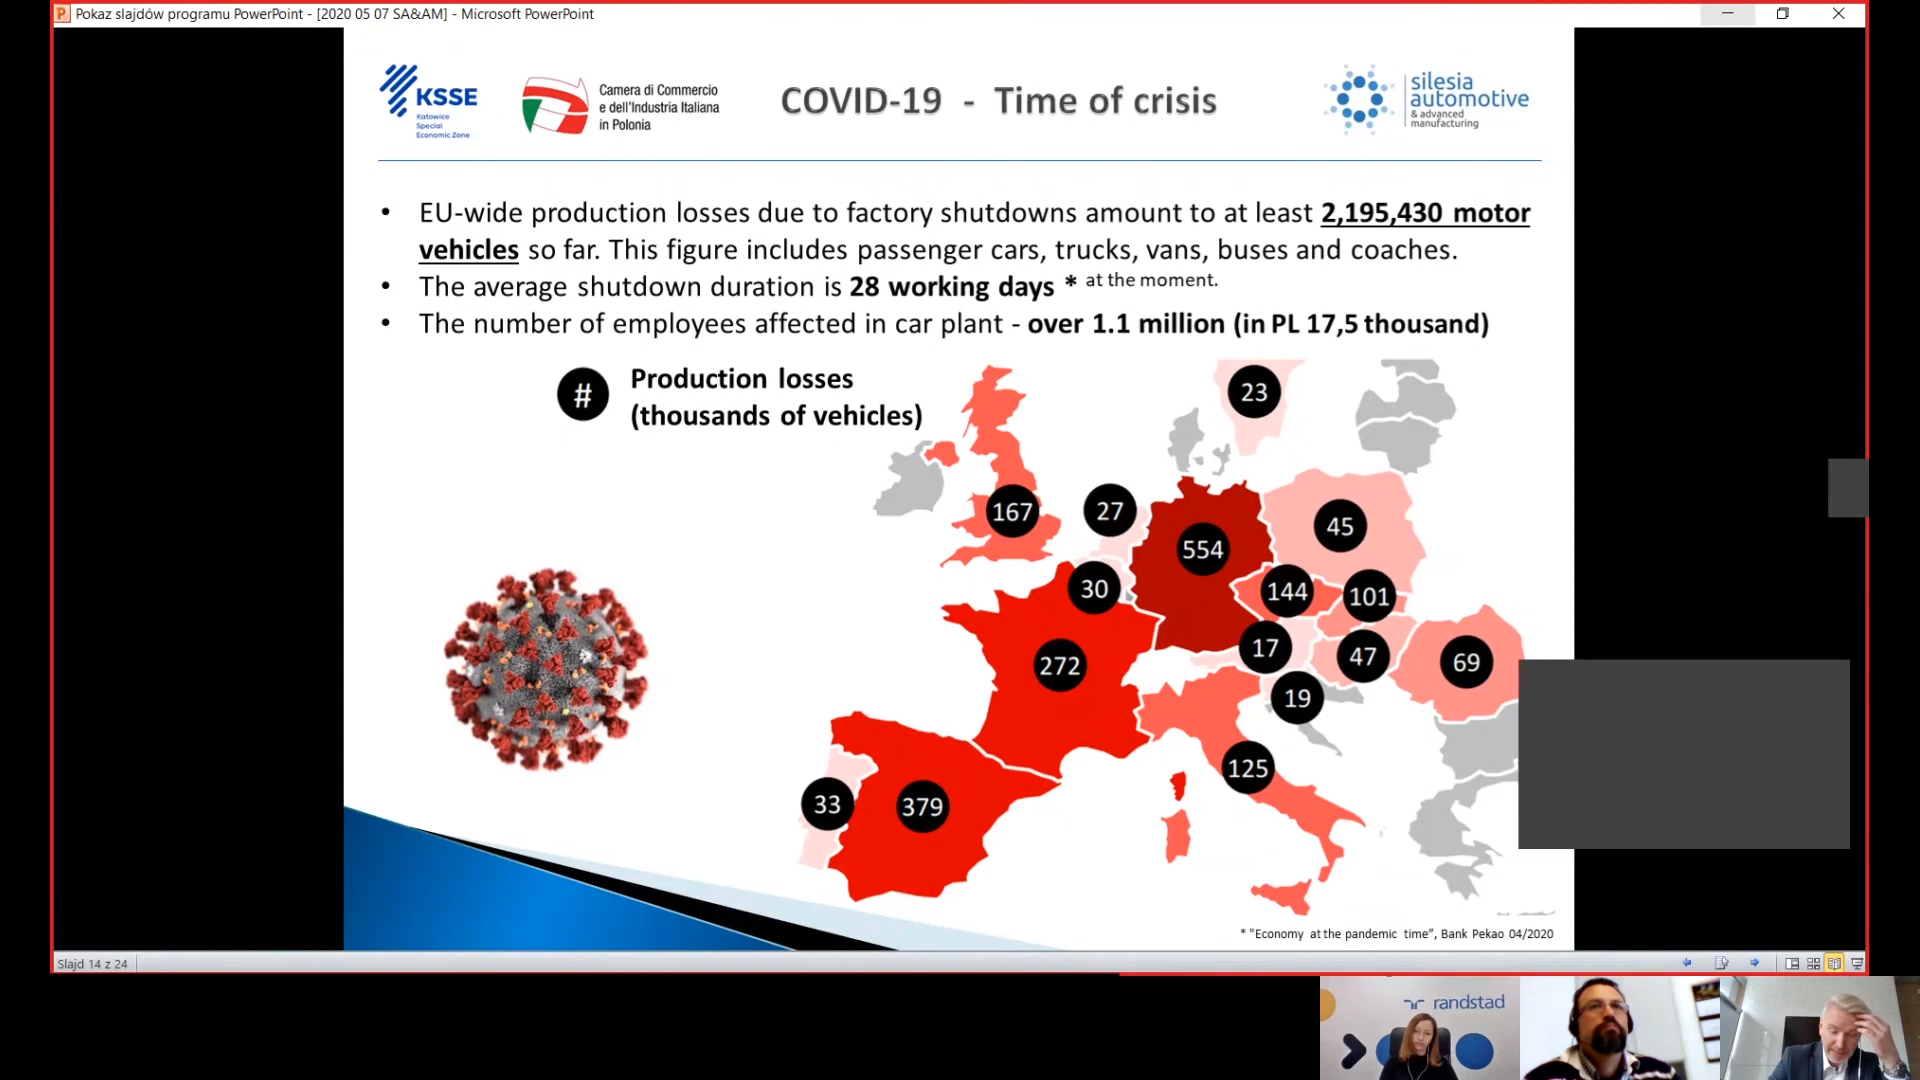 Pokaz slajdów programu PowerPoint - [2020 05 07 SA&AM] - Microsoft PowerPoint
KSSE
Katowice
Special
Economic Zone
Camera di Commercio
e dell'Industria Italiana
in Polonia
COVID-19 - Time of crisis
silesia
automotive
& advanced
manufacturing
• EU-wide production losses due to factory shutdowns amount to at least 2,195,430 motor
vehicles so far. This figure includes passenger cars, trucks, vans, buses and coaches.
• The average shutdown duration is 28 working days * at the moment.
• The number of employees affected in car plant - over 1.1 million (in PL 17,5 thousand)
# Production losses
(thousands of vehicles)
23
167
27
554
45
30
144
101
272
17
47
69
19
125
33
379
* "Economy at the pandemic time", Bank Pekao 04/2020
Slajd 14 z 24
randstad